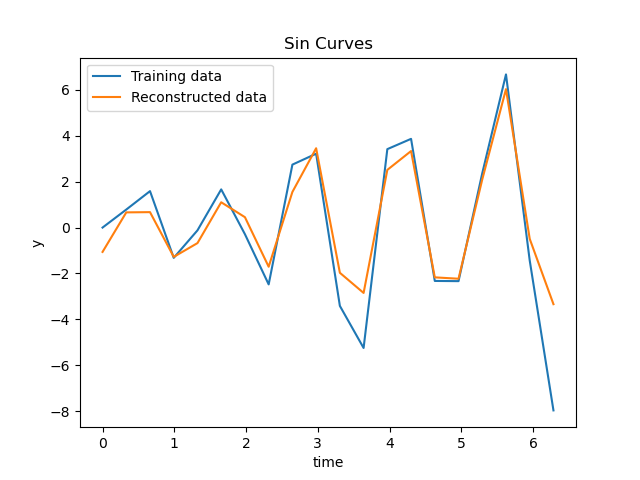 Sin Curves
Training data
Reconstructed data
6
4
2
0
−2
−4
−6
−8
y
0 1 2 3 4 5 6
time